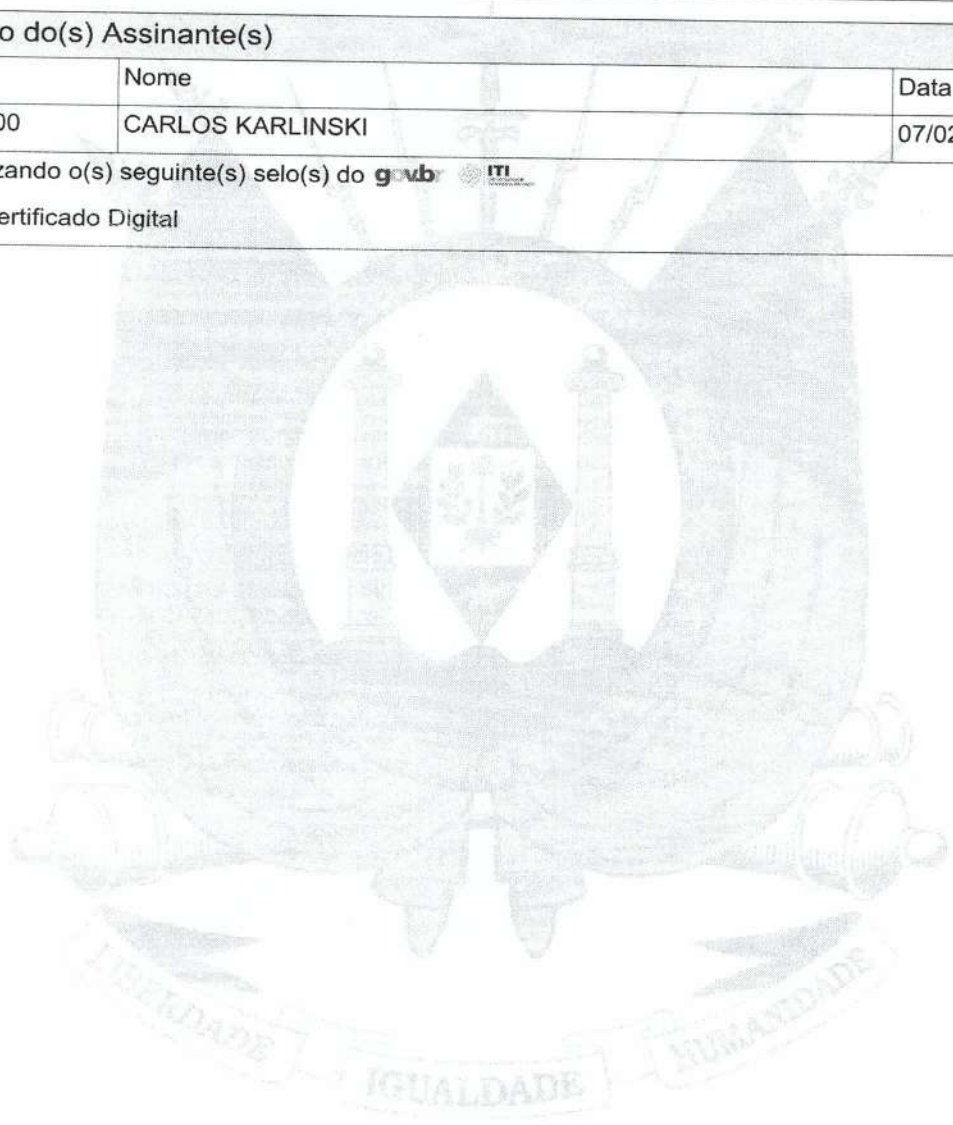 o do(s) Assinante(s)
Nome Data
00 CARLOS KARLINSKI 07/02
zando o(s) seguinte(s) selo(s) do gov.br ITI
ertificado Digital
LIBERDADE IGUALDADE HUMANIDADE